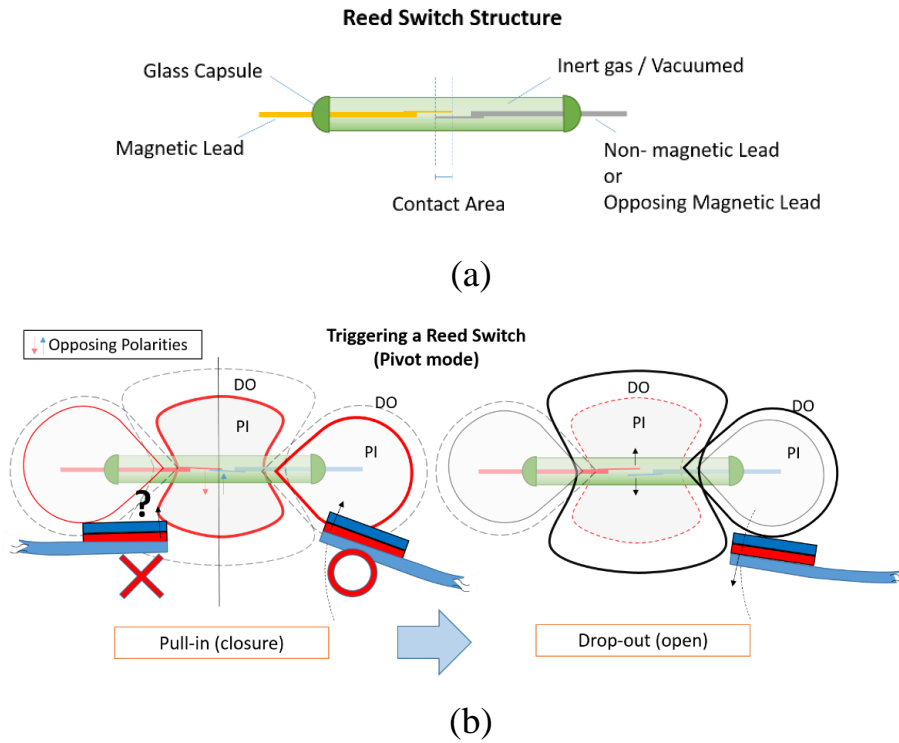 Reed Switch Structure
Glass Capsule
Inert gas / Vacuumed
Magnetic Lead
Non- magnetic Lead
or
Opposing Magnetic Lead
Contact Area
(a)
Opposing Polarities
Triggering a Reed Switch
(Pivot mode)
DO
PI
DO
PI
?
DO
PI
DO
PI
Pull-in (closure)
Drop-out (open)
(b)